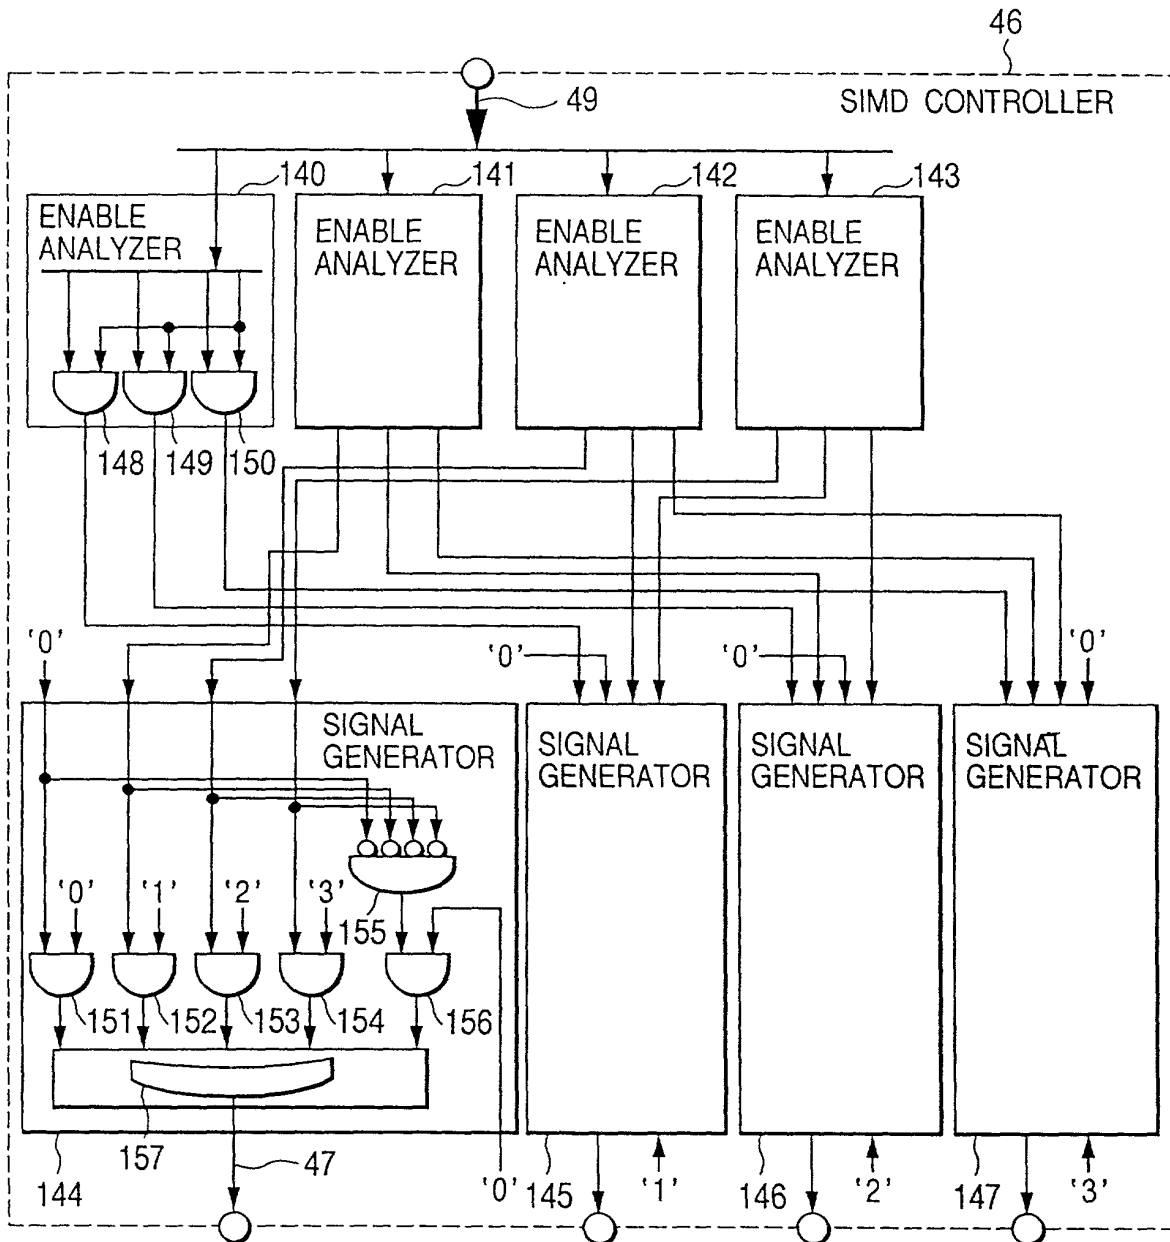 46
49
SIMD CONTROLLER
140
141
142
143
ENABLE
ANALYZER
ENABLE
ANALYZER
ENABLE
ANALYZER
ENABLE
ANALYZER
148
149
150
'0'
'0'
'0'
'0'
SIGNAL
GENERATOR
SIGNAL
GENERATOR
SIGNAL
GENERATOR
SIGNAL
GENERATOR
'0'
'1'
'2'
'3'
155
151
152
153
154
156
157
47
144
'0'
145
'1'
146
'2'
147
'3'